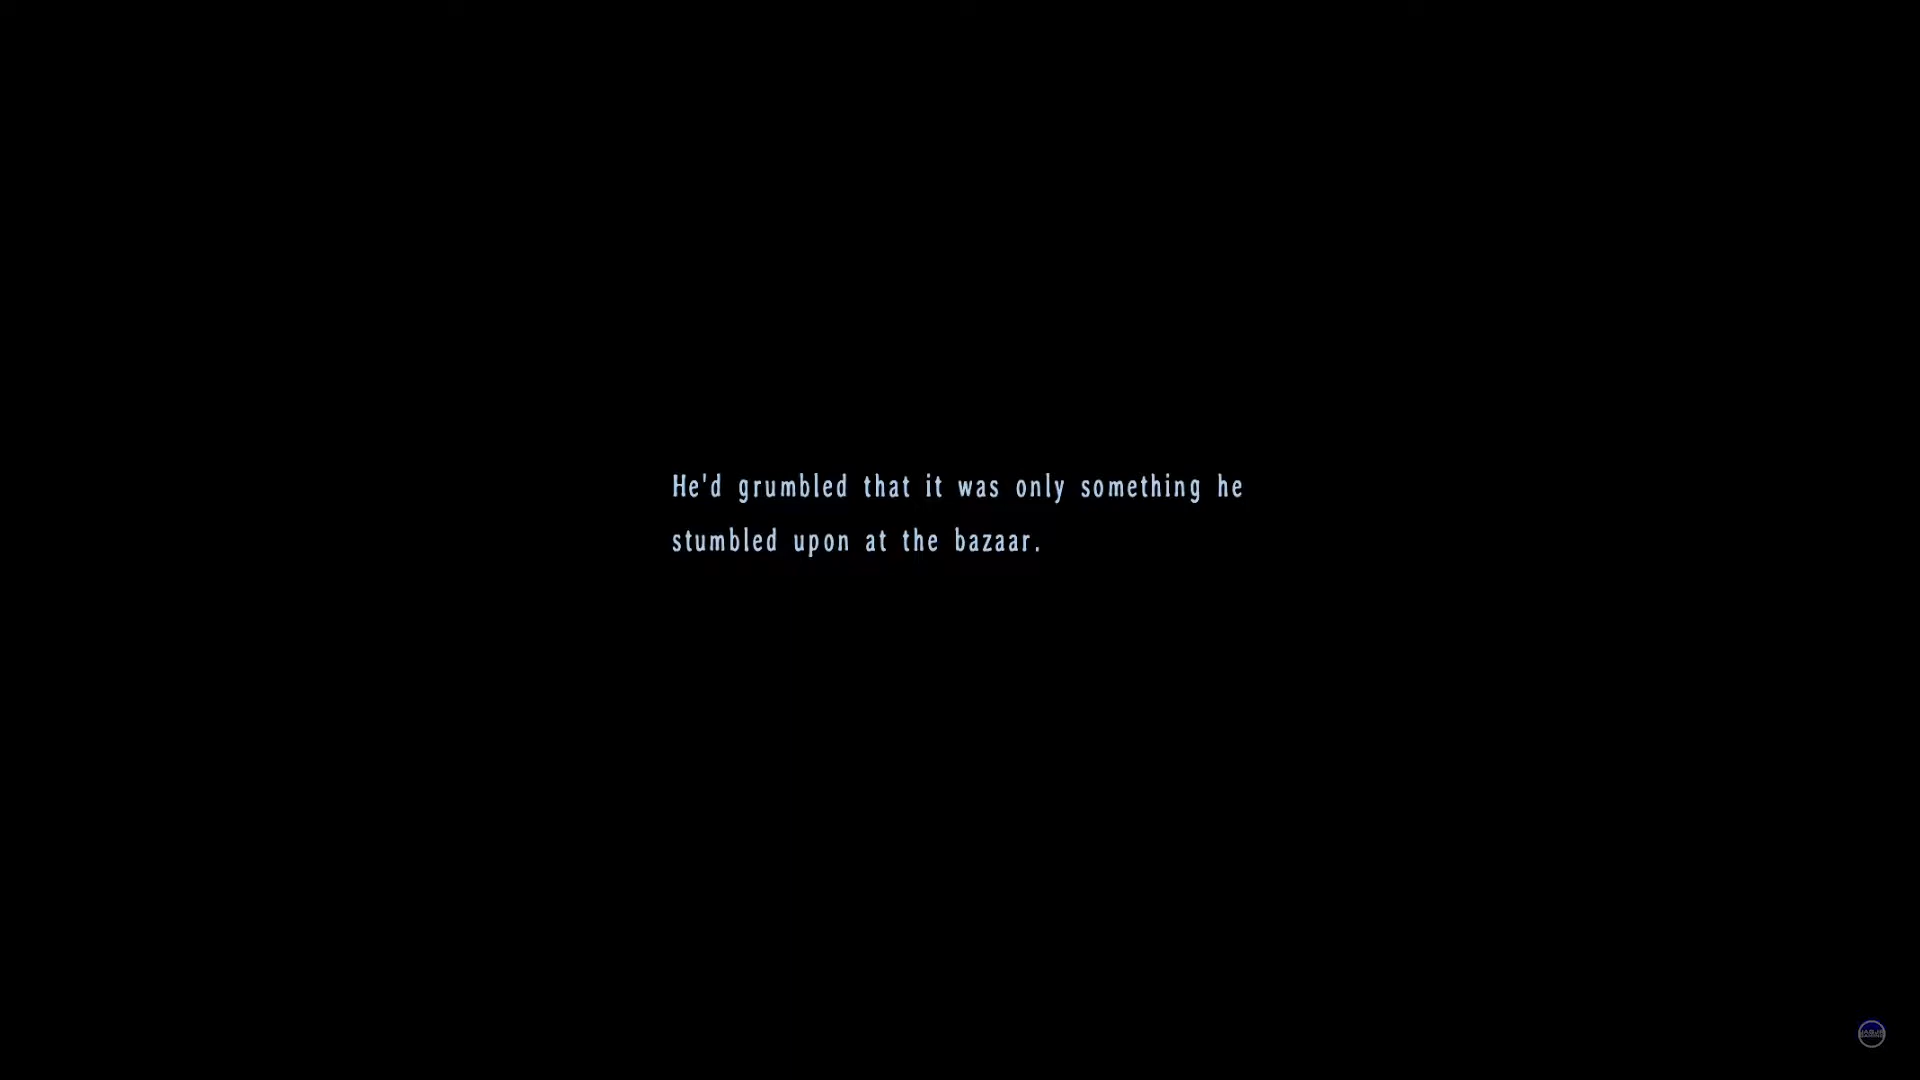 He'd grumbled that it was only something he
stumbled upon at the bazaar.